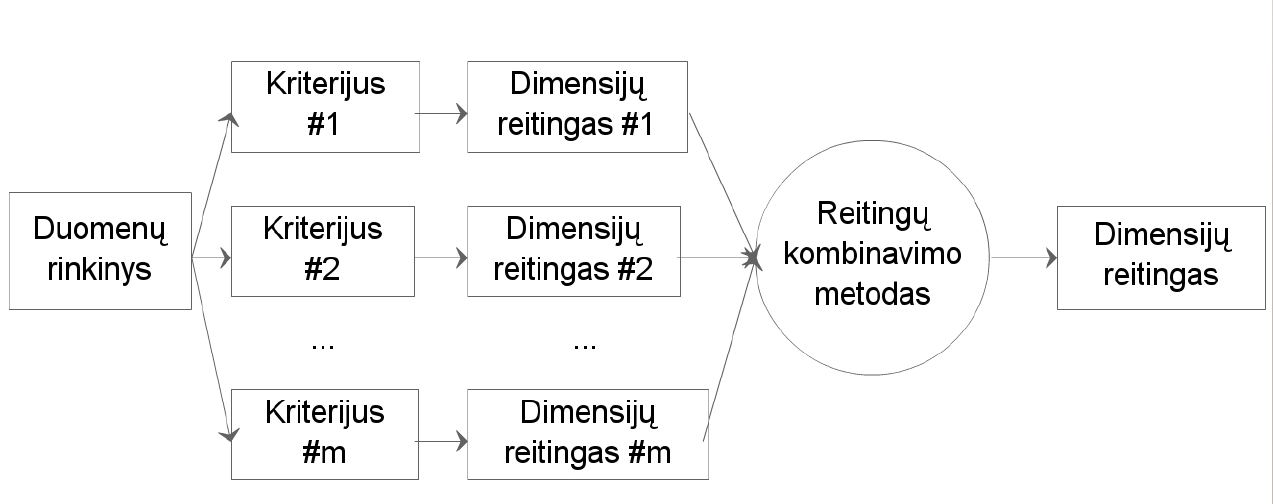 Duomenų
rinkinys
Kriterijus
#1
Dimensijų
reitingas #1
Kriterijus
#2
Dimensijų
reitingas #2
...
...
Kriterijus
#m
Dimensijų
reitingas #m
Reitingų
kombinavimo
metodas
Dimensijų
reitingas